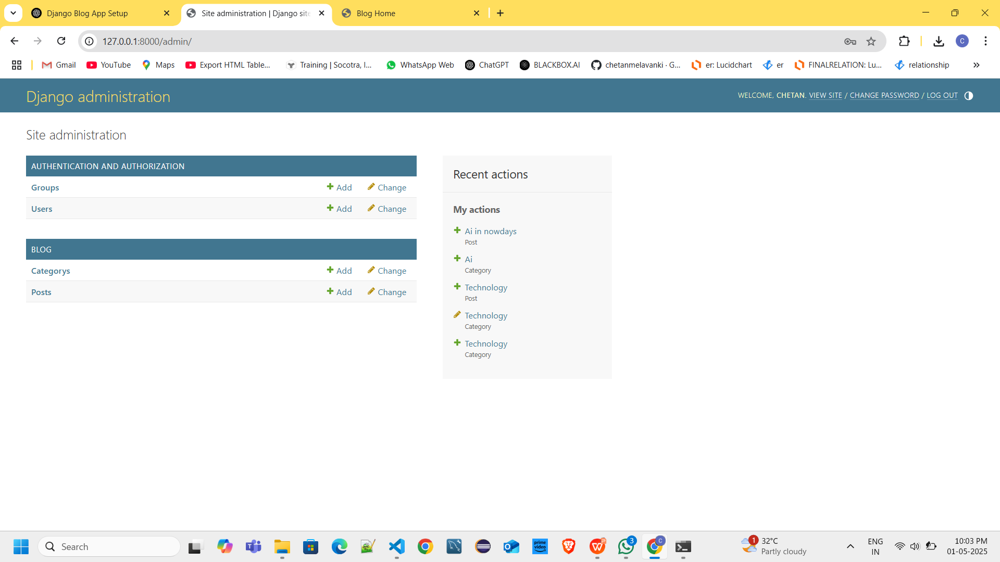 Django Blog App Setup
Site administration | Django site
Blog Home
127.0.0.1:8000/admin/
C
Gmail
YouTube
Maps
Export HTML Table...
Training | Socotra, I...
WhatsApp Web
ChatGPT
BLACKBOX.AI
chetanmelavanki · G...
er: Lucidchart
er
FINALRELATION: Lu...
relationship
Django administration
WELCOME, CHETAN. VIEW SITE / CHANGE PASSWORD / LOG OUT
Site administration
AUTHENTICATION AND AUTHORIZATION
Groups Add Change
Users Add Change
BLOG
Categorys Add Change
Posts Add Change
Recent actions
My actions
Ai in nowdays
Post
Ai
Category
Technology
Post
Technology
Category
Technology
Category
Search
prime video
3
C
1
32°C
Partly cloudy
ENG
IN
10:03 PM
01-05-2025